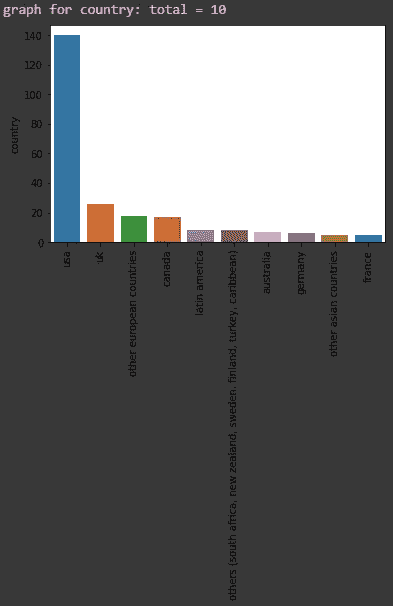 graph for country: total = 10
140
120
100
80
60
40
20
0
country
usa
uk
other european countries
canada
latin america
others (south africa, new zealand, sweden, finland, turkey, caribbean)
australia
germany
other asian countries
france